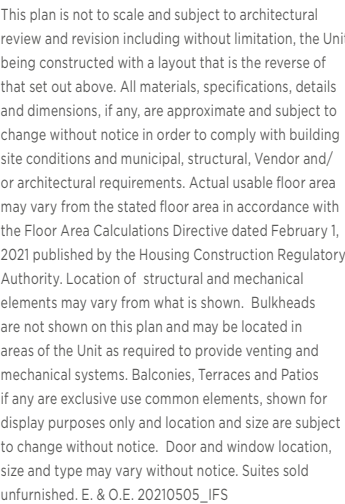 This plan is not to scale and subject to architectural
review and revision including without limitation, the Unit
being constructed with a layout that is the reverse of
that set out above. All materials, specifications, details
and dimensions, if any, are approximate and subject to
change without notice in order to comply with building
site conditions and municipal, structural, Vendor and/
or architectural requirements. Actual usable floor area
may vary from the stated floor area in accordance with
the Floor Area Calculations Directive dated February 1,
2021 published by the Housing Construction Regulatory
Authority. Location of structural and mechanical
elements may vary from what is shown. Bulkheads
are not shown on this plan and may be located in
areas of the Unit as required to provide venting and
mechanical systems. Balconies, Terraces and Patios
if any are exclusive use common elements, shown for
display purposes only and location and size are subject
to change without notice. Door and window location,
size and type may vary without notice. Suites sold
unfurnished. E. & O.E. 20210505_IFS